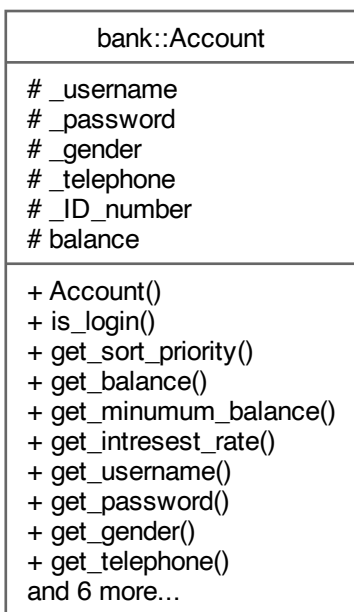 bank::Account
# _username
# _password
# _gender
# _telephone
# _ID_number
# balance
+ Account()
+ is_login()
+ get_sort_priority()
+ get_balance()
+ get_minumum_balance()
+ get_intresest_rate()
+ get_username()
+ get_password()
+ get_gender()
+ get_telephone()
and 6 more...